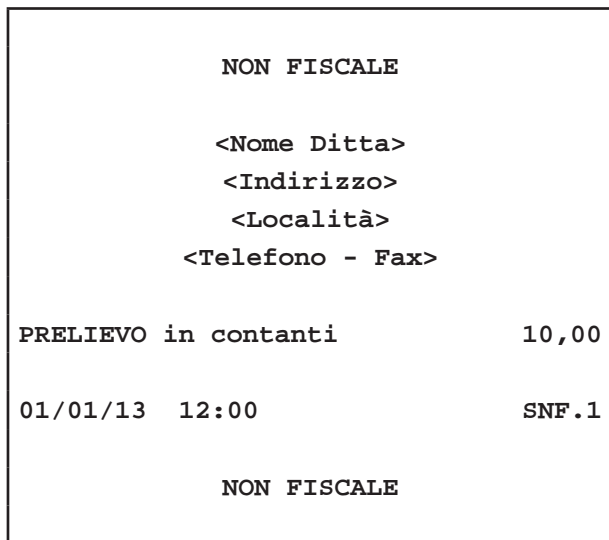 NON FISCALE
<Nome Ditta>
<Indirizzo>
<Località>
<Telefono - Fax>
PRELIEVO in contanti 10,00
01/01/13 12:00 SNF.1
NON FISCALE